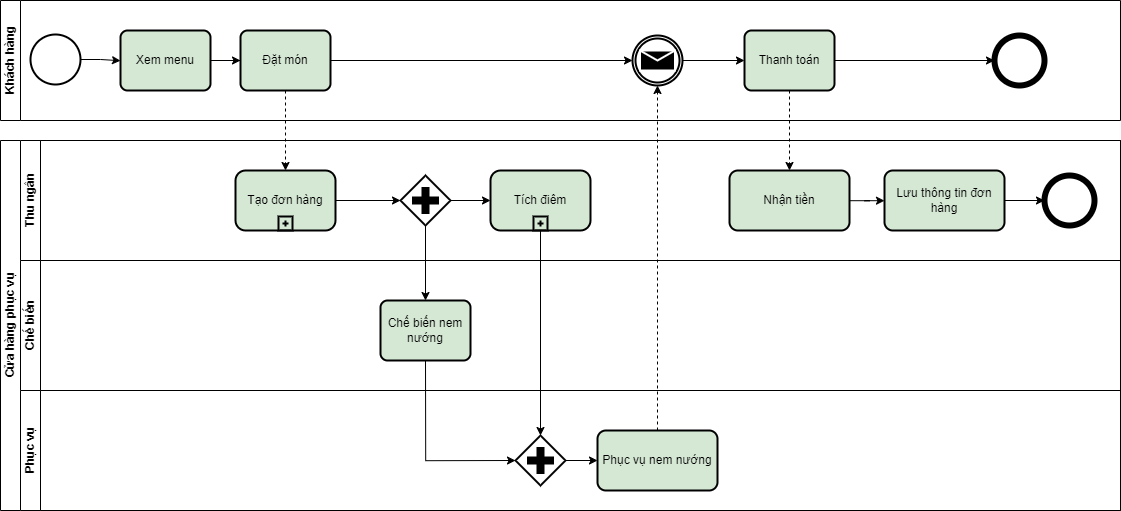 Khách hàng
Xem menu
Đặt món
Thanh toán
Cửa hàng phục vụ
Thu ngân
Tạo đơn hàng
Tích điểm
Nhận tiền
Lưu thông tin đơn
hàng
Chế biến
Chế biến nem
nướng
Phục vụ
Phục vụ nem nướng